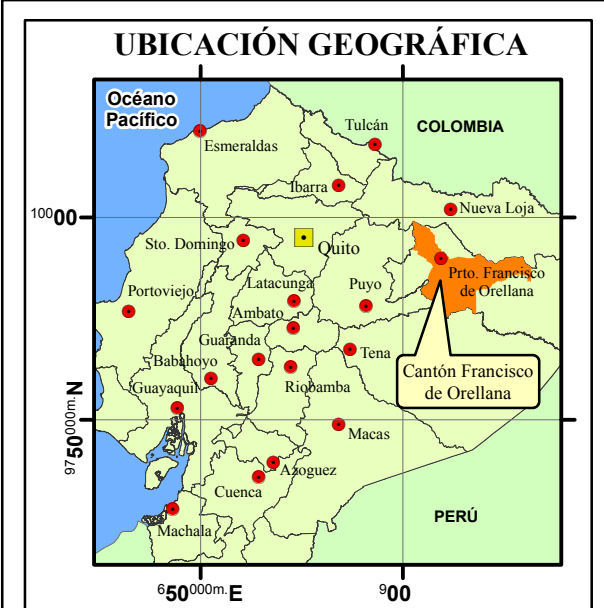 UBICACIÓN GEOGRÁFICA
Océano
Pacífico
Tulcán
COLOMBIA
Esmeraldas
Ibarra
Nueva Loja
10000
Sto. Domingo
Quito
Prto. Francisco
de Orellana
Latacunga
Puyo
Portoviejo
Ambato
Guaranda
Tena
Babahoyo
Cantón Francisco
de Orellana
Riobamba
Guayaquil
9750000m. N
Macas
Azoguez
Cuenca
PERÚ
Machala
650000m. E
900